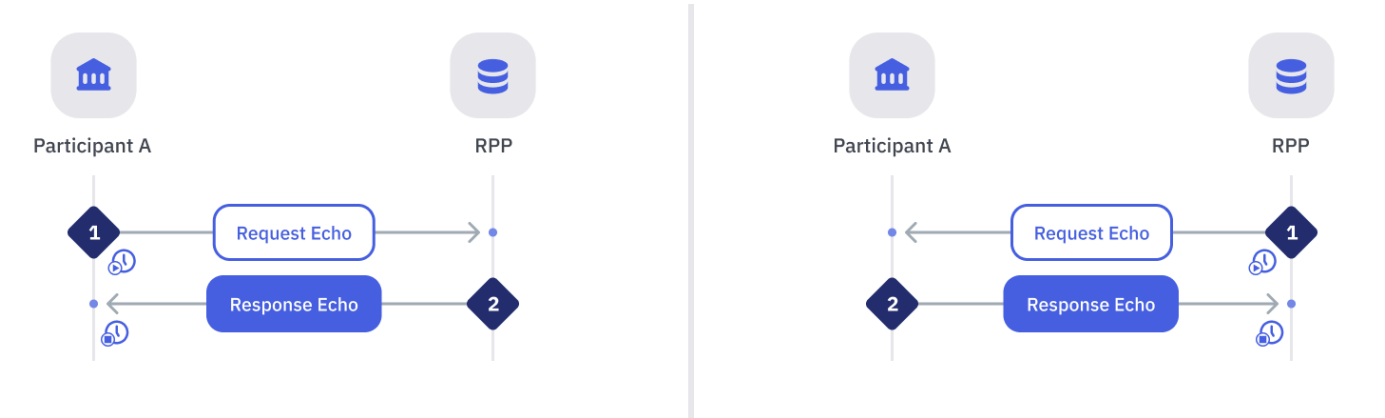 Participant A
RPP
1
Request Echo
Response Echo
2
Participant A
RPP
Request Echo
1
2
Response Echo